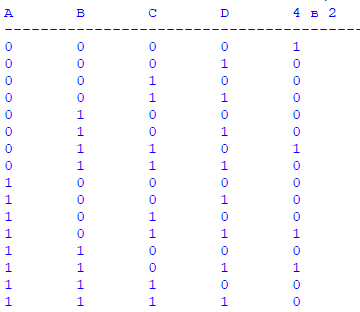 A B C D 4 в 2
----------------------------------------
0 0 0 0 1
0 0 0 1 0
0 0 1 0 0
0 0 1 1 0
0 1 0 0 0
0 1 0 1 0
0 1 1 0 1
0 1 1 1 0
1 0 0 0 0
1 0 0 1 0
1 0 1 0 0
1 0 1 1 1
1 1 0 0 0
1 1 0 1 1
1 1 1 0 0
1 1 1 1 0